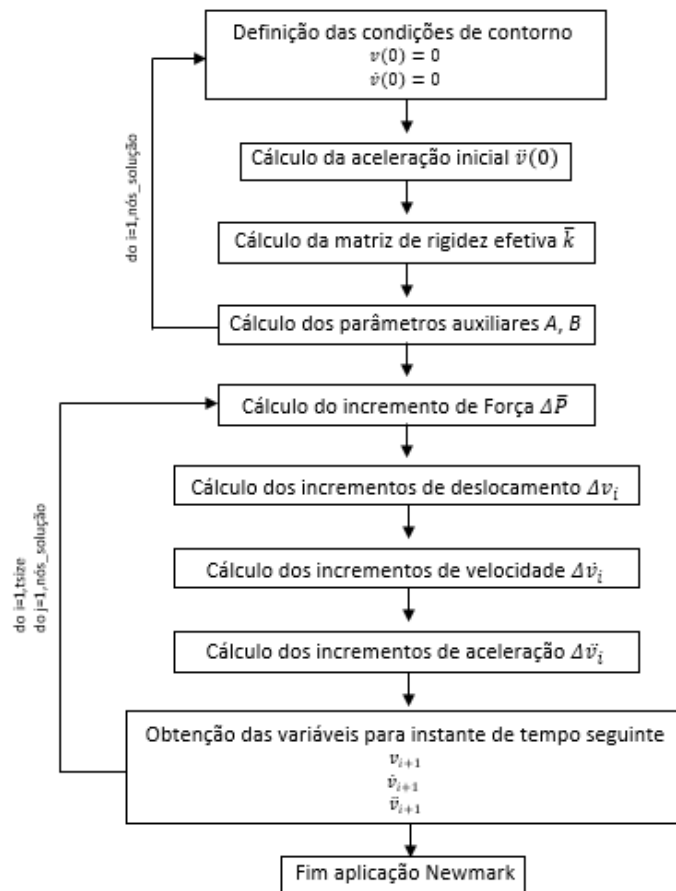 Definição das condições de contorno
v(0) = 0
v̇(0) = 0
do i=1,nós_solução
Cálculo da aceleração inicial v̈(0)
Cálculo da matriz de rigidez efetiva k̄
Cálculo dos parâmetros auxiliares A, B
Cálculo do incremento de Força ΔP̄
do i=1,tsize
do j=1,nós_solução
Cálculo dos incrementos de deslocamento Δvᵢ
Cálculo dos incrementos de velocidade Δv̇ᵢ
Cálculo dos incrementos de aceleração Δv̈ᵢ
Obtenção das variáveis para instante de tempo seguinte
vᵢ₊₁
v̇ᵢ₊₁
v̈ᵢ₊₁
Fim aplicação Newmark